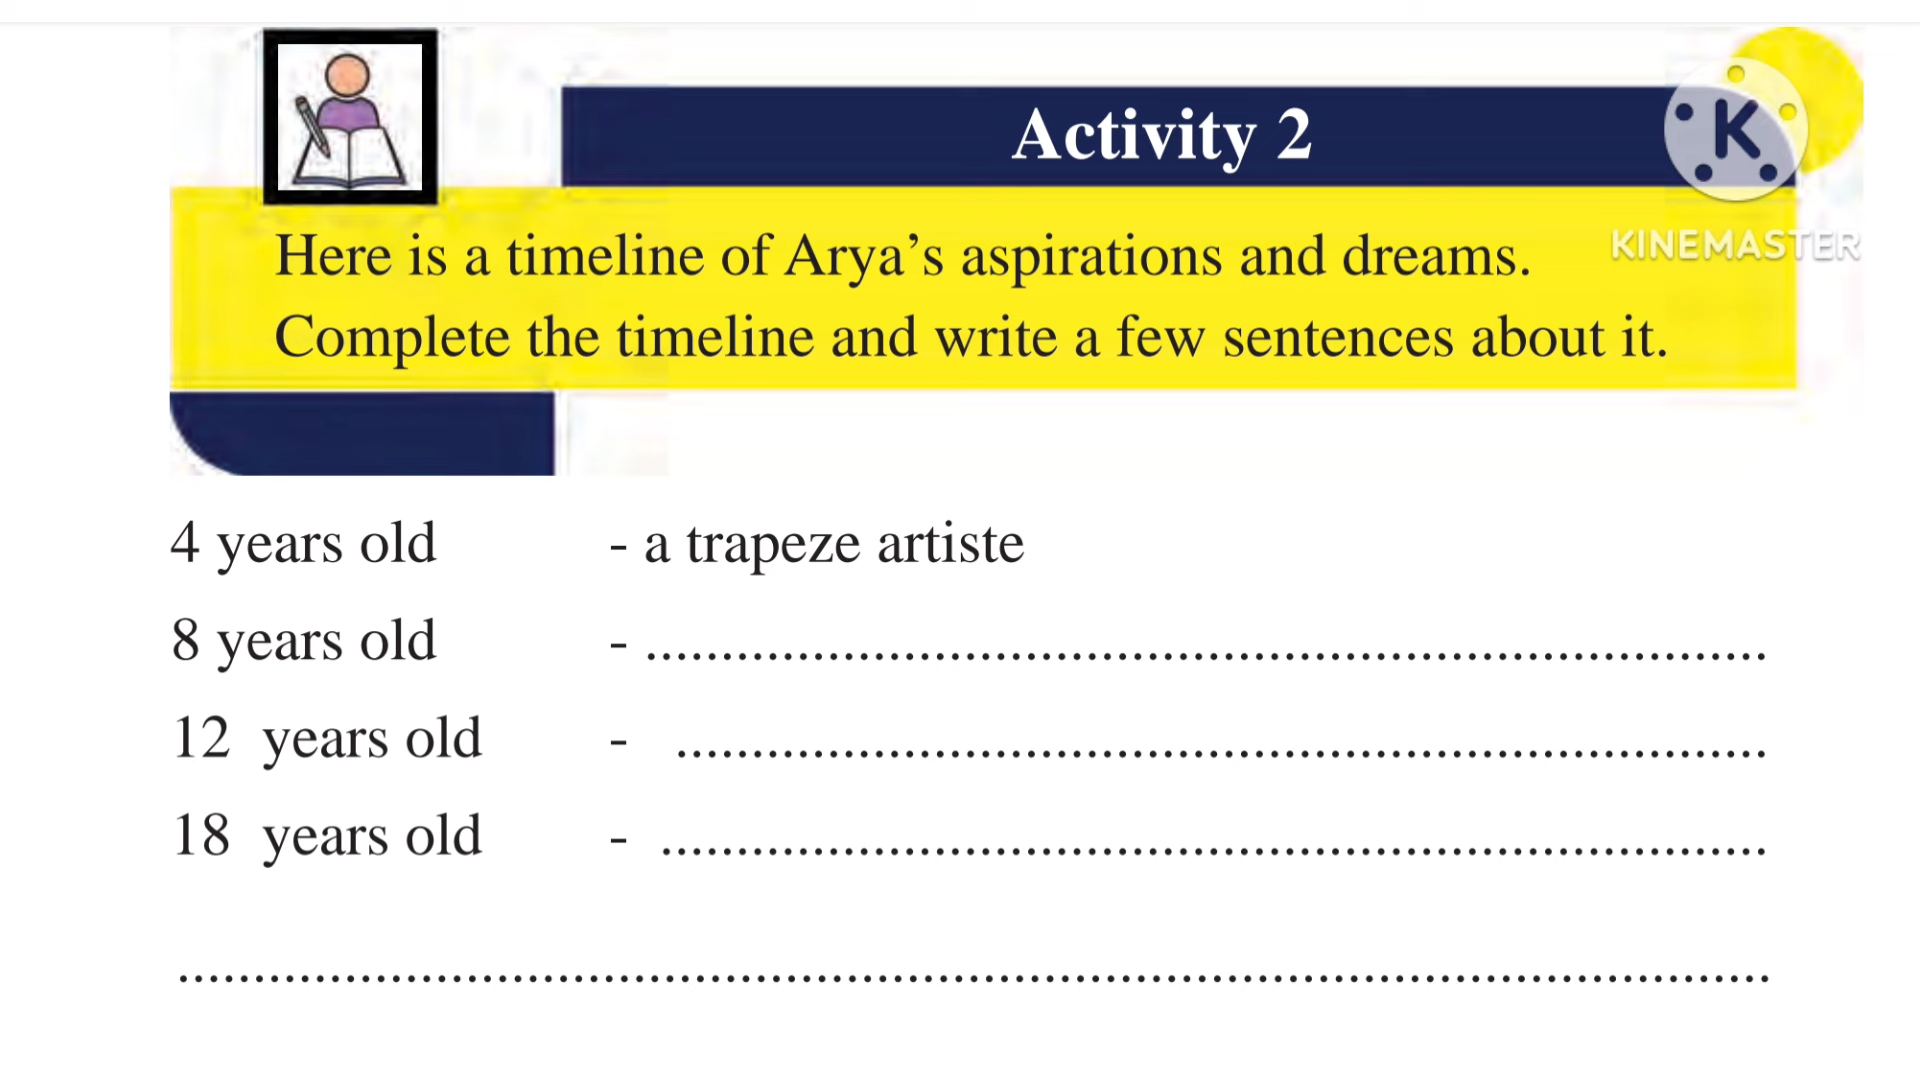 Activity 2
K
KINEMASTER
Here is a timeline of Arya’s aspirations and dreams.
Complete the timeline and write a few sentences about it.
4 years old - a trapeze artiste
8 years old - ..........................................................................
12 years old - ........................................................................
18 years old - .........................................................................
.........................................................................................................